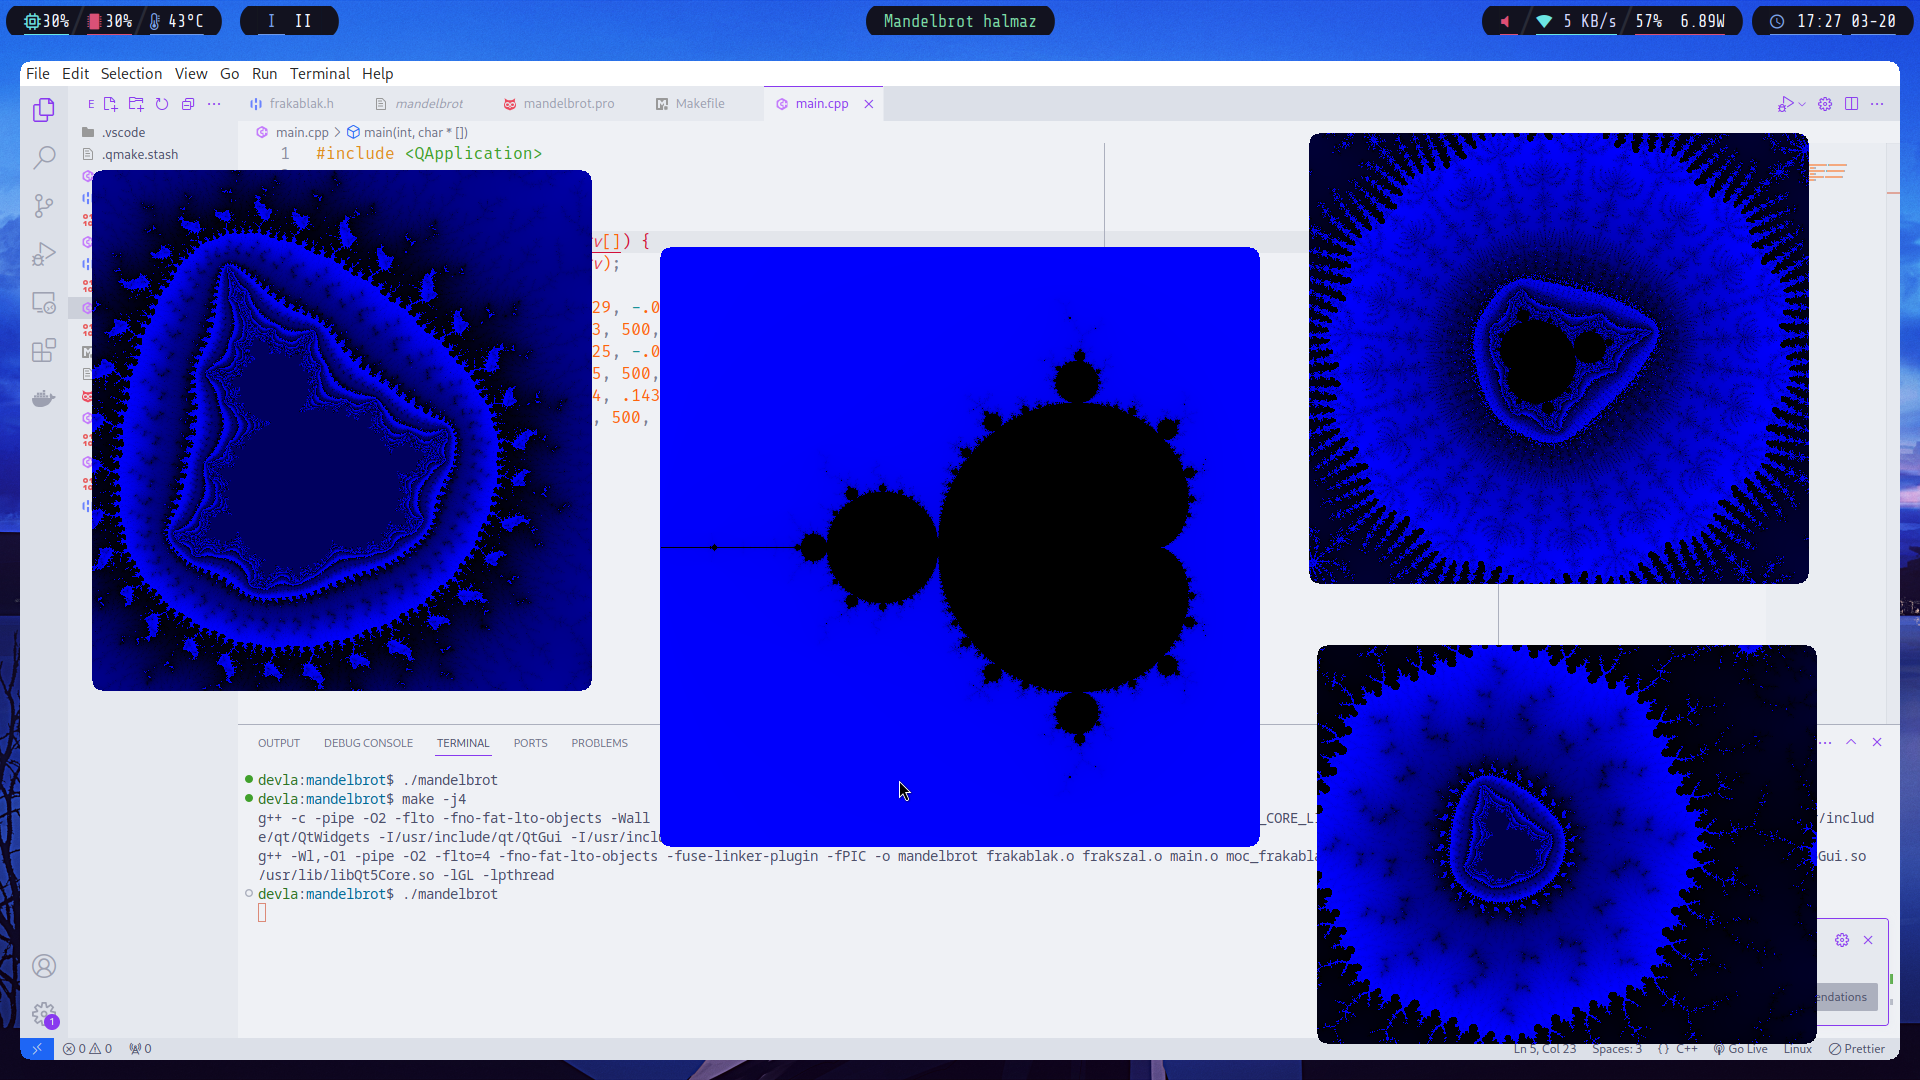 30% 30% 43°C I II Mandelbrot halmaz 5 KB/s 57% 6.89W 17:27 03-20
File Edit Selection View Go Run Terminal Help
E frakablak.h mandelbrot mandelbrot.pro Makefile main.cpp
.vscode main.cpp > main(int, char * [])
.qmake.stash 1 #include <QApplication>
v[]) {
v);
29, -.0
3, 500,
25, -.0
5, 500,
4, .143
, 500,
OUTPUT DEBUG CONSOLE TERMINAL PORTS PROBLEMS
devla:mandelbrot$ ./mandelbrot
devla:mandelbrot$ make -j4
g++ -c -pipe -O2 -flto -fno-fat-lto-objects -Wall _CORE_L /includ
e/qt/QtWidgets -I/usr/include/qt/QtGui -I/usr/incl
g++ -Wl,-O1 -pipe -O2 -flto=4 -fno-fat-lto-objects -fuse-linker-plugin -fPIC -o mandelbrot frakablak.o frakszal.o main.o moc_frakabla Gui.so
/usr/lib/libQt5Core.so -lGL -lpthread
devla:mandelbrot$ ./mandelbrot
endations
1
0 0 0 Ln 5, Col 23 Spaces: 3 {} C++ Go Live Linux Prettier